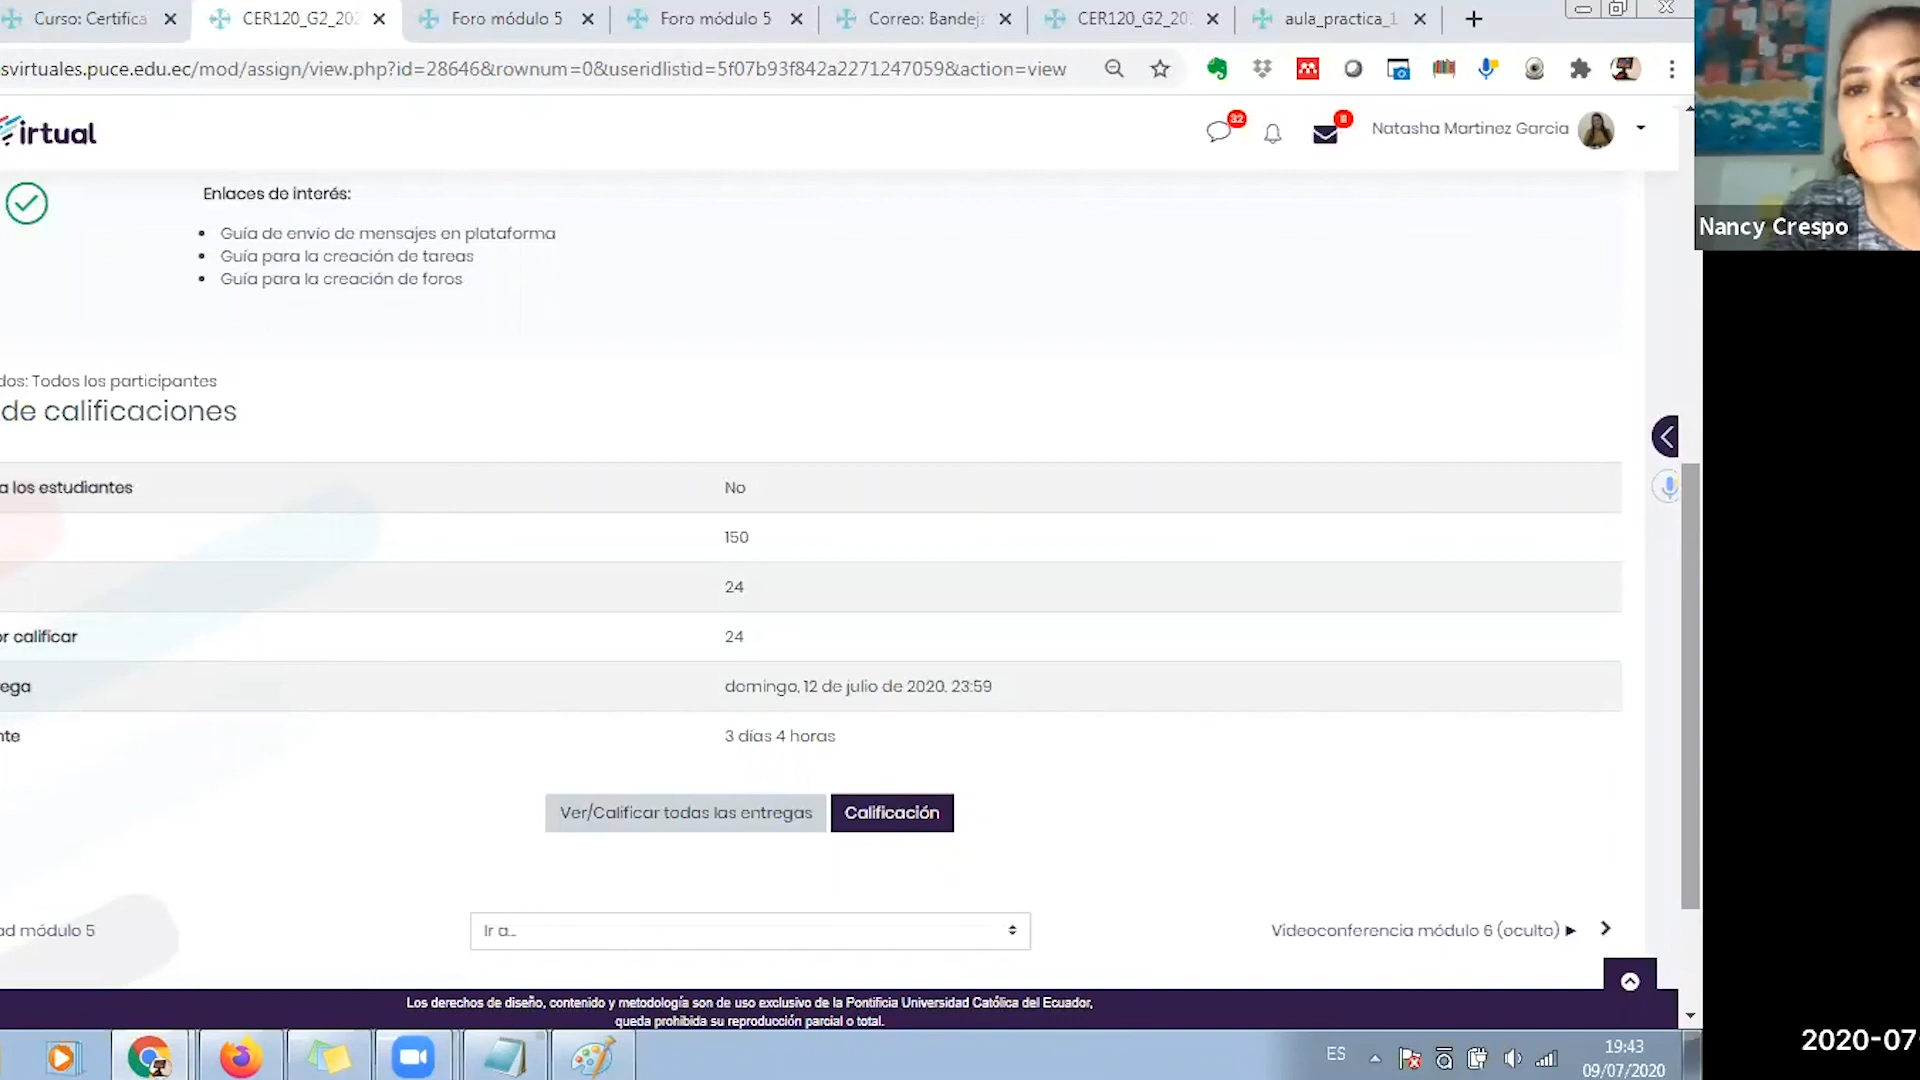 Curso: Certifica
CER120_G2_202
Foro módulo 5
Foro módulo 5
Correo: Bandej
CER120_G2_20
aula_practica_1
svirtuales.puce.edu.ec/mod/assign/view.php?id=28646&rownum=0&useridlistid=5f07b93f842a2271247059&action=view
irtual
32
Natasha Martinez Garcia
Nancy Crespo
Enlaces de interés:
Guía de envío de mensajes en plataforma
Guía para la creación de tareas
Guía para la creación de foros
dos: Todos los participantes
de calificaciones
a los estudiantes No
150
24
or calificar 24
ega domingo, 12 de julio de 2020, 23:59
nte 3 días 4 horas
Ver/Calificar todas las entregas Calificación
ad módulo 5
Ir a...
Videoconferencia módulo 6 (oculto) ►
Los derechos de diseño, contenido y metodología son de uso exclusivo de la Pontificia Universidad Católica del Ecuador,
queda prohibida su reproducción parcial o total.
ES
19:43
09/07/2020
2020-07